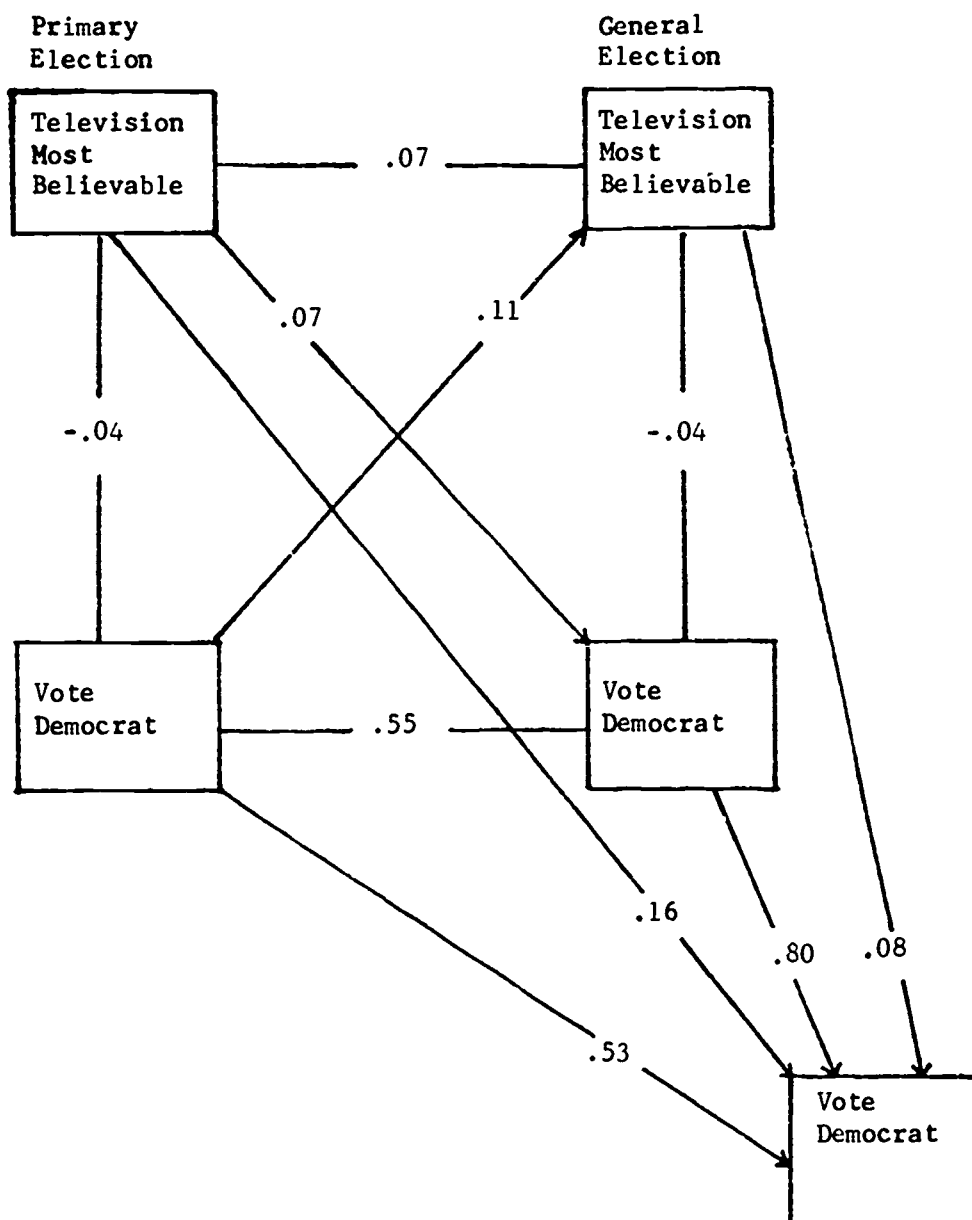 Primary
Election
General
Election
Television
Most
Believable
Television
Most
Believable
.07
.07
.11
-.04
-.04
Vote
Democrat
Vote
Democrat
.55
.16
.80
.08
.53
Vote
Democrat